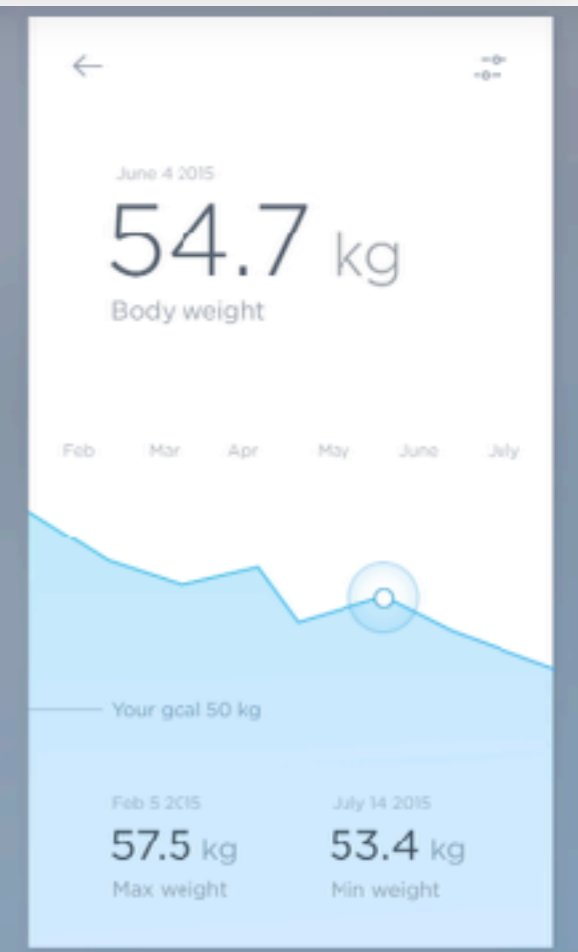 June 4 2015
54.7 kg
Body weight
Feb Mar Apr May June July
Your goal 50 kg
Feb 5 2015 July 14 2015
57.5 kg 53.4 kg
Max weight Min weight